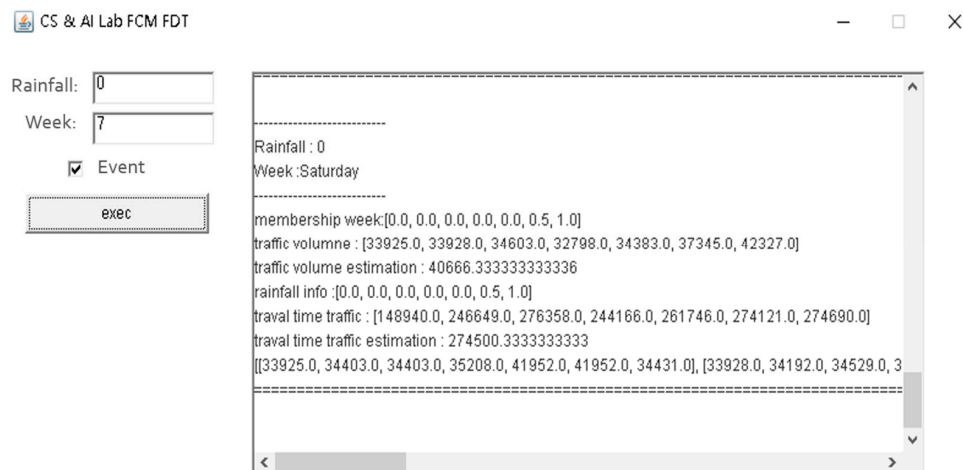 CS & AI Lab FCM FDT
Rainfall: 0
Week: 7
Event
exec
===========================================================================
--------------------------
Rainfall : 0
Week :Saturday
--------------------------
membership week:[0.0, 0.0, 0.0, 0.0, 0.0, 0.5, 1.0]
traffic volumne : [33925.0, 33928.0, 34603.0, 32798.0, 34383.0, 37345.0, 42327.0]
traffic volume estimation : 40666.333333333336
rainfall info :[0.0, 0.0, 0.0, 0.0, 0.0, 0.5, 1.0]
traval time traffic : [148940.0, 246649.0, 276358.0, 244166.0, 261746.0, 274121.0, 274690.0]
traval time traffic estimation : 274500.3333333333
[[33925.0, 34403.0, 34403.0, 35208.0, 41952.0, 41952.0, 34431.0], [33928.0, 34192.0, 34529.0, 3
===========================================================================